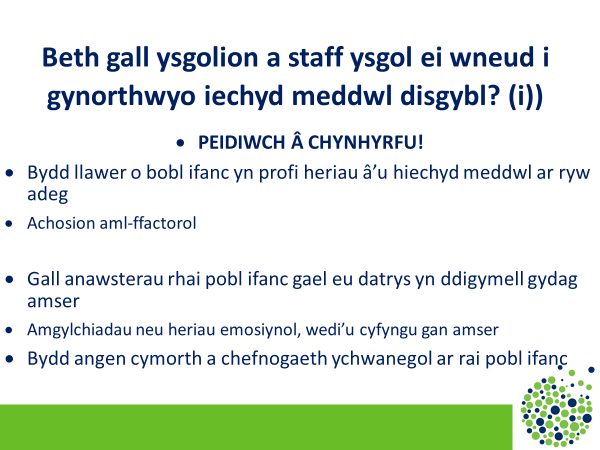 Beth gall ysgolion a staff ysgol ei wneud i
gynorthwyo iechyd meddwl disgybl? (i))
• PEIDIWCH Â CHYNHYRFU!
• Bydd llawer o bobl ifanc yn profi heriau â’u hiechyd meddwl ar ryw
adeg
• Achosion aml-ffactorol
• Gall anawsterau rhai pobl ifanc gael eu datrys yn ddigymell gydag
amser
• Amgylchiadau neu heriau emosiynol, wedi’u cyfyngu gan amser
• Bydd angen cymorth a chefnogaeth ychwanegol ar rai pobl ifanc